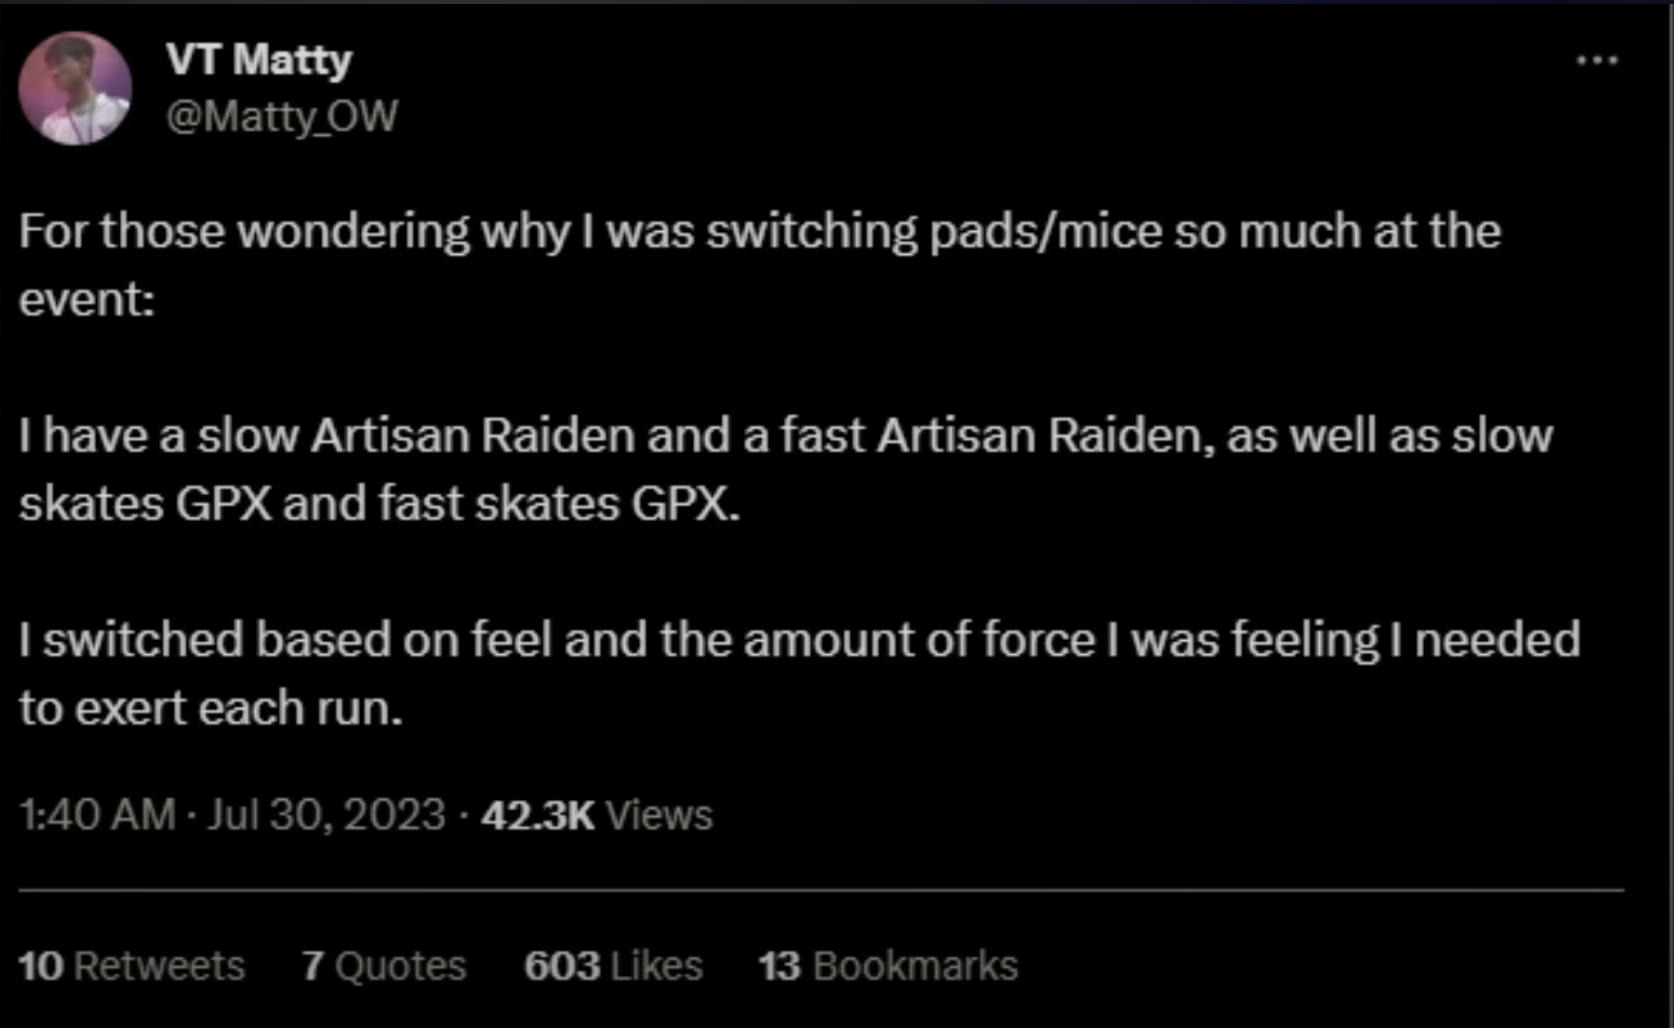 VT Matty
@Matty_OW
For those wondering why I was switching pads/mice so much at the
event:
I have a slow Artisan Raiden and a fast Artisan Raiden, as well as slow
skates GPX and fast skates GPX.
I switched based on feel and the amount of force I was feeling I needed
to exert each run.
1:40 AM · Jul 30, 2023 · 42.3K Views
10 Retweets 7 Quotes 603 Likes 13 Bookmarks